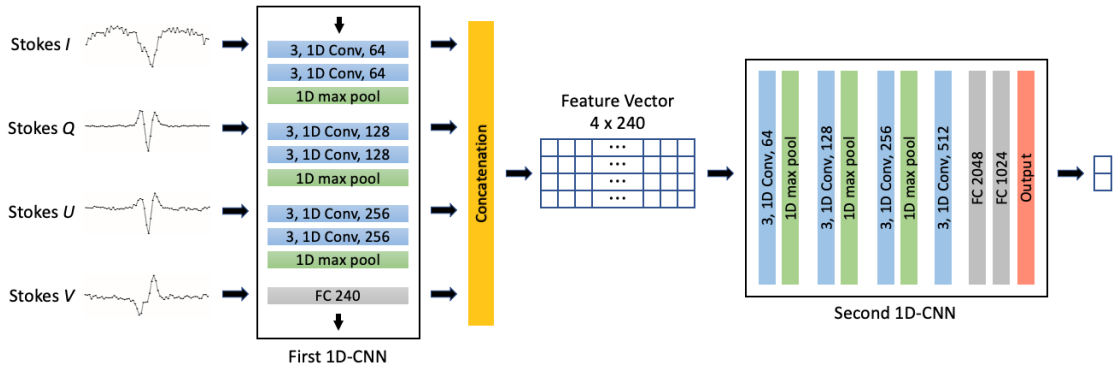 Stokes I
Stokes Q
Stokes U
Stokes V
3, 1D Conv, 64
3, 1D Conv, 64
1D max pool
3, 1D Conv, 128
3, 1D Conv, 128
1D max pool
3, 1D Conv, 256
3, 1D Conv, 256
1D max pool
FC 240
First 1D-CNN
Concatenation
Feature Vector
4 x 240
...
...
...
...
3, 1D Conv, 64
1D max pool
3, 1D Conv, 128
1D max pool
3, 1D Conv, 256
1D max pool
3, 1D Conv, 512
FC 2048
FC 1024
Output
Second 1D-CNN